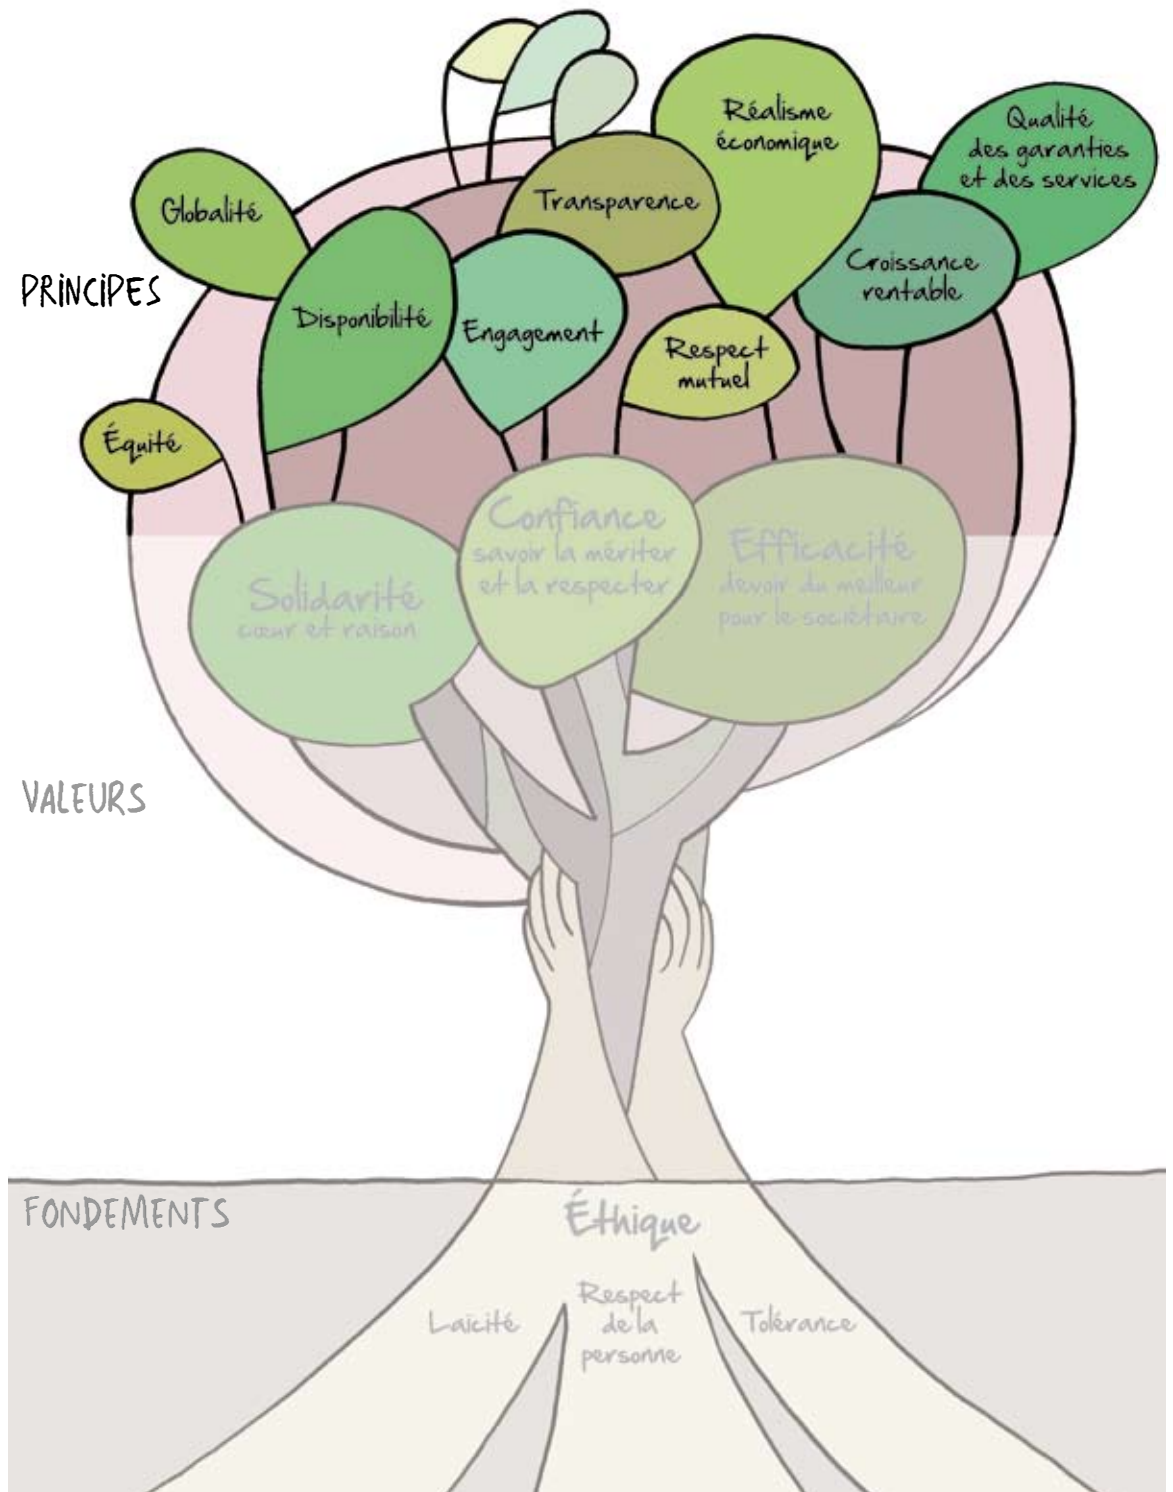 Réalisme
économique
Qualité
des garanties
et des services
Globalité
Transparence
Croissance
rentable
PRINCIPES
Disponibilité
Engagement
Respect
mutuel
Équité
Confiance
savoir la mériter
et la respecter
Efficacité
devoir du meilleur
pour le sociétaire
Solidarité
cœur et raison
VALEURS
FONDEMENTS
Éthique
Laïcité
Respect
de la
personne
Tolérance